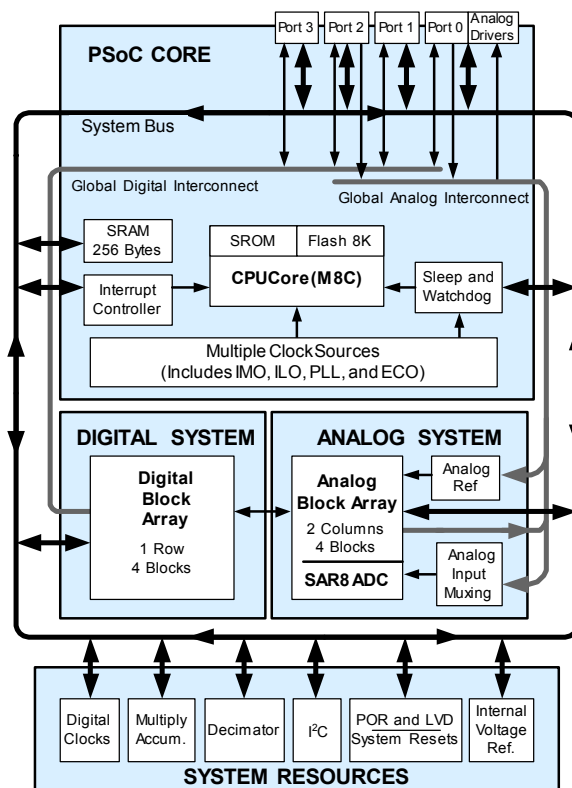 Port 3 Port 2 Port 1 Port 0 Analog
Drivers
PSoC CORE
System Bus
Global Digital Interconnect
Global Analog Interconnect
SRAM
256 Bytes
SROM Flash 8K
CPUCore(M8C)
Interrupt
Controller
Sleep and
Watchdog
Multiple Clock Sources
(Includes IMO, ILO, PLL, and ECO)
DIGITAL SYSTEM
Digital
Block
Array
1 Row
4 Blocks
ANALOG SYSTEM
Analog
Block Array
2 Columns
4 Blocks
SAR8 ADC
Analog
Ref
Analog
Input
Muxing
Digital
Clocks
Multiply
Accum.
Decimator
I²C
POR and LVD
System Resets
Internal
Voltage
Ref.
SYSTEM RESOURCES